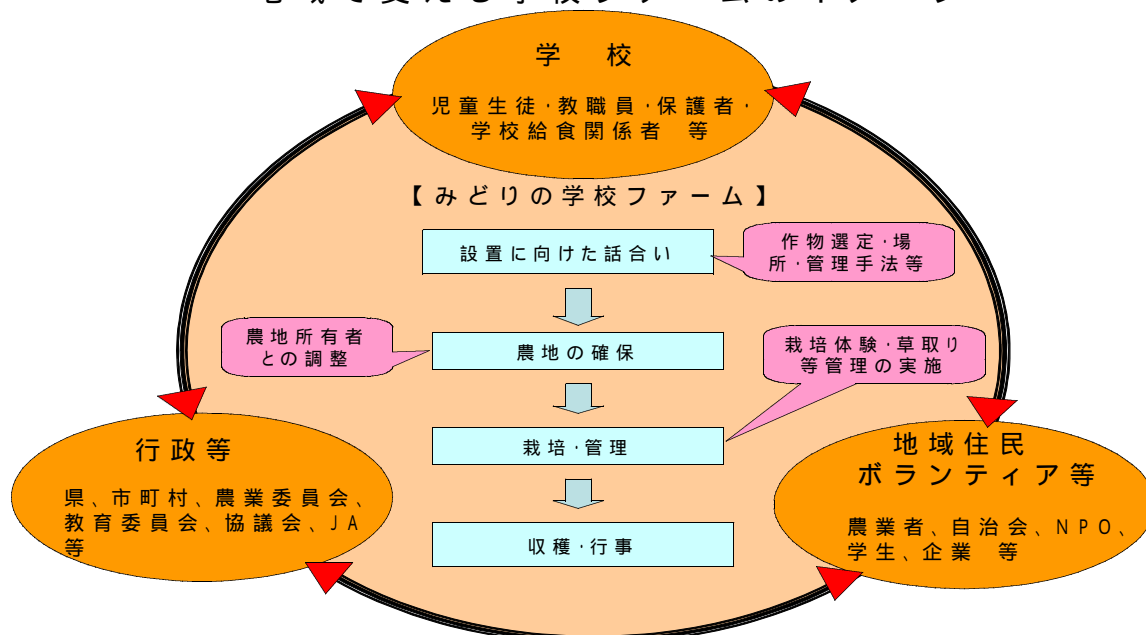 学校
児童生徒・教職員・保護者・
学校給食関係者 等
【みどりの学校ファーム】
設置に向けた話合い
作物選定・場
所・管理手法等
農地所有者
との調整
農地の確保
栽培体験・草取り
等管理の実施
栽培・管理
収穫・行事
行政等
県、市町村、農業委員会、
教育委員会、協議会、JA
等
地域住民
ボランティア等
農業者、自治会、NPO、
学生、企業 等